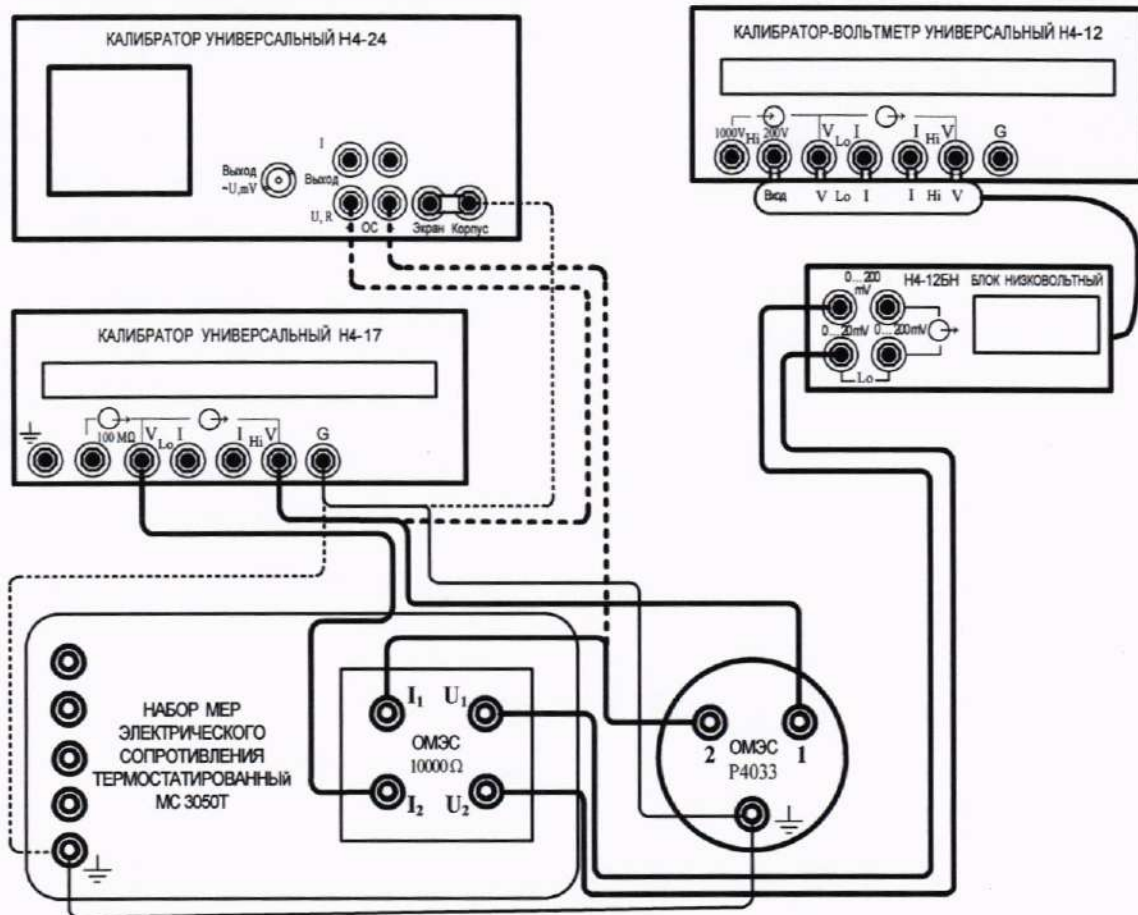 КАЛИБРАТОР УНИВЕРСАЛЬНЫЙ Н4-24
Выход
~U,mV
I
Выход
U, R
+ ОС -
Экран Корпус
КАЛИБРАТОР-ВОЛЬТМЕТР УНИВЕРСАЛЬНЫЙ Н4-12
1000V Hi 200V V Lo I I Hi V G
Вход V Lo I I Hi V
0...200 mV
Н4-12БН БЛОК НИЗКОВОЛЬТНЫЙ
0...20mV 0...200mV
Lo
КАЛИБРАТОР УНИВЕРСАЛЬНЫЙ Н4-17
100 MΩ V Lo I I Hi V G
НАБОР МЕР
ЭЛЕКТРИЧЕСКОГО
СОПРОТИВЛЕНИЯ
ТЕРМОСТАТИРОВАННЫЙ
МС 3050Т
I₁ U₁
ОМЭС
10000 Ω
I₂ U₂
2 ОМЭС 1
Р4033